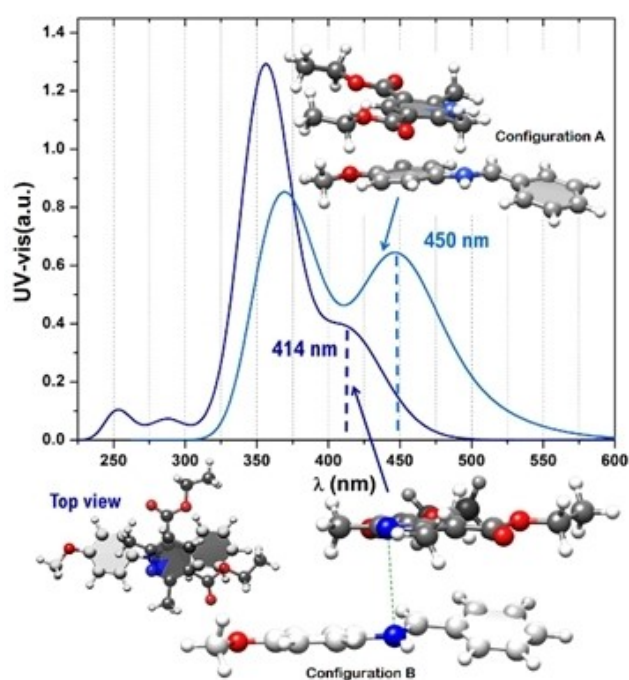 1.4
1.2
Configuration A
1.0
UV-vis(a.u.)
0.8
450 nm
0.6
0.4
414 nm
0.2
0.0
250 300 350 400 450 500 550 600
λ (nm)
Top view
Configuration B